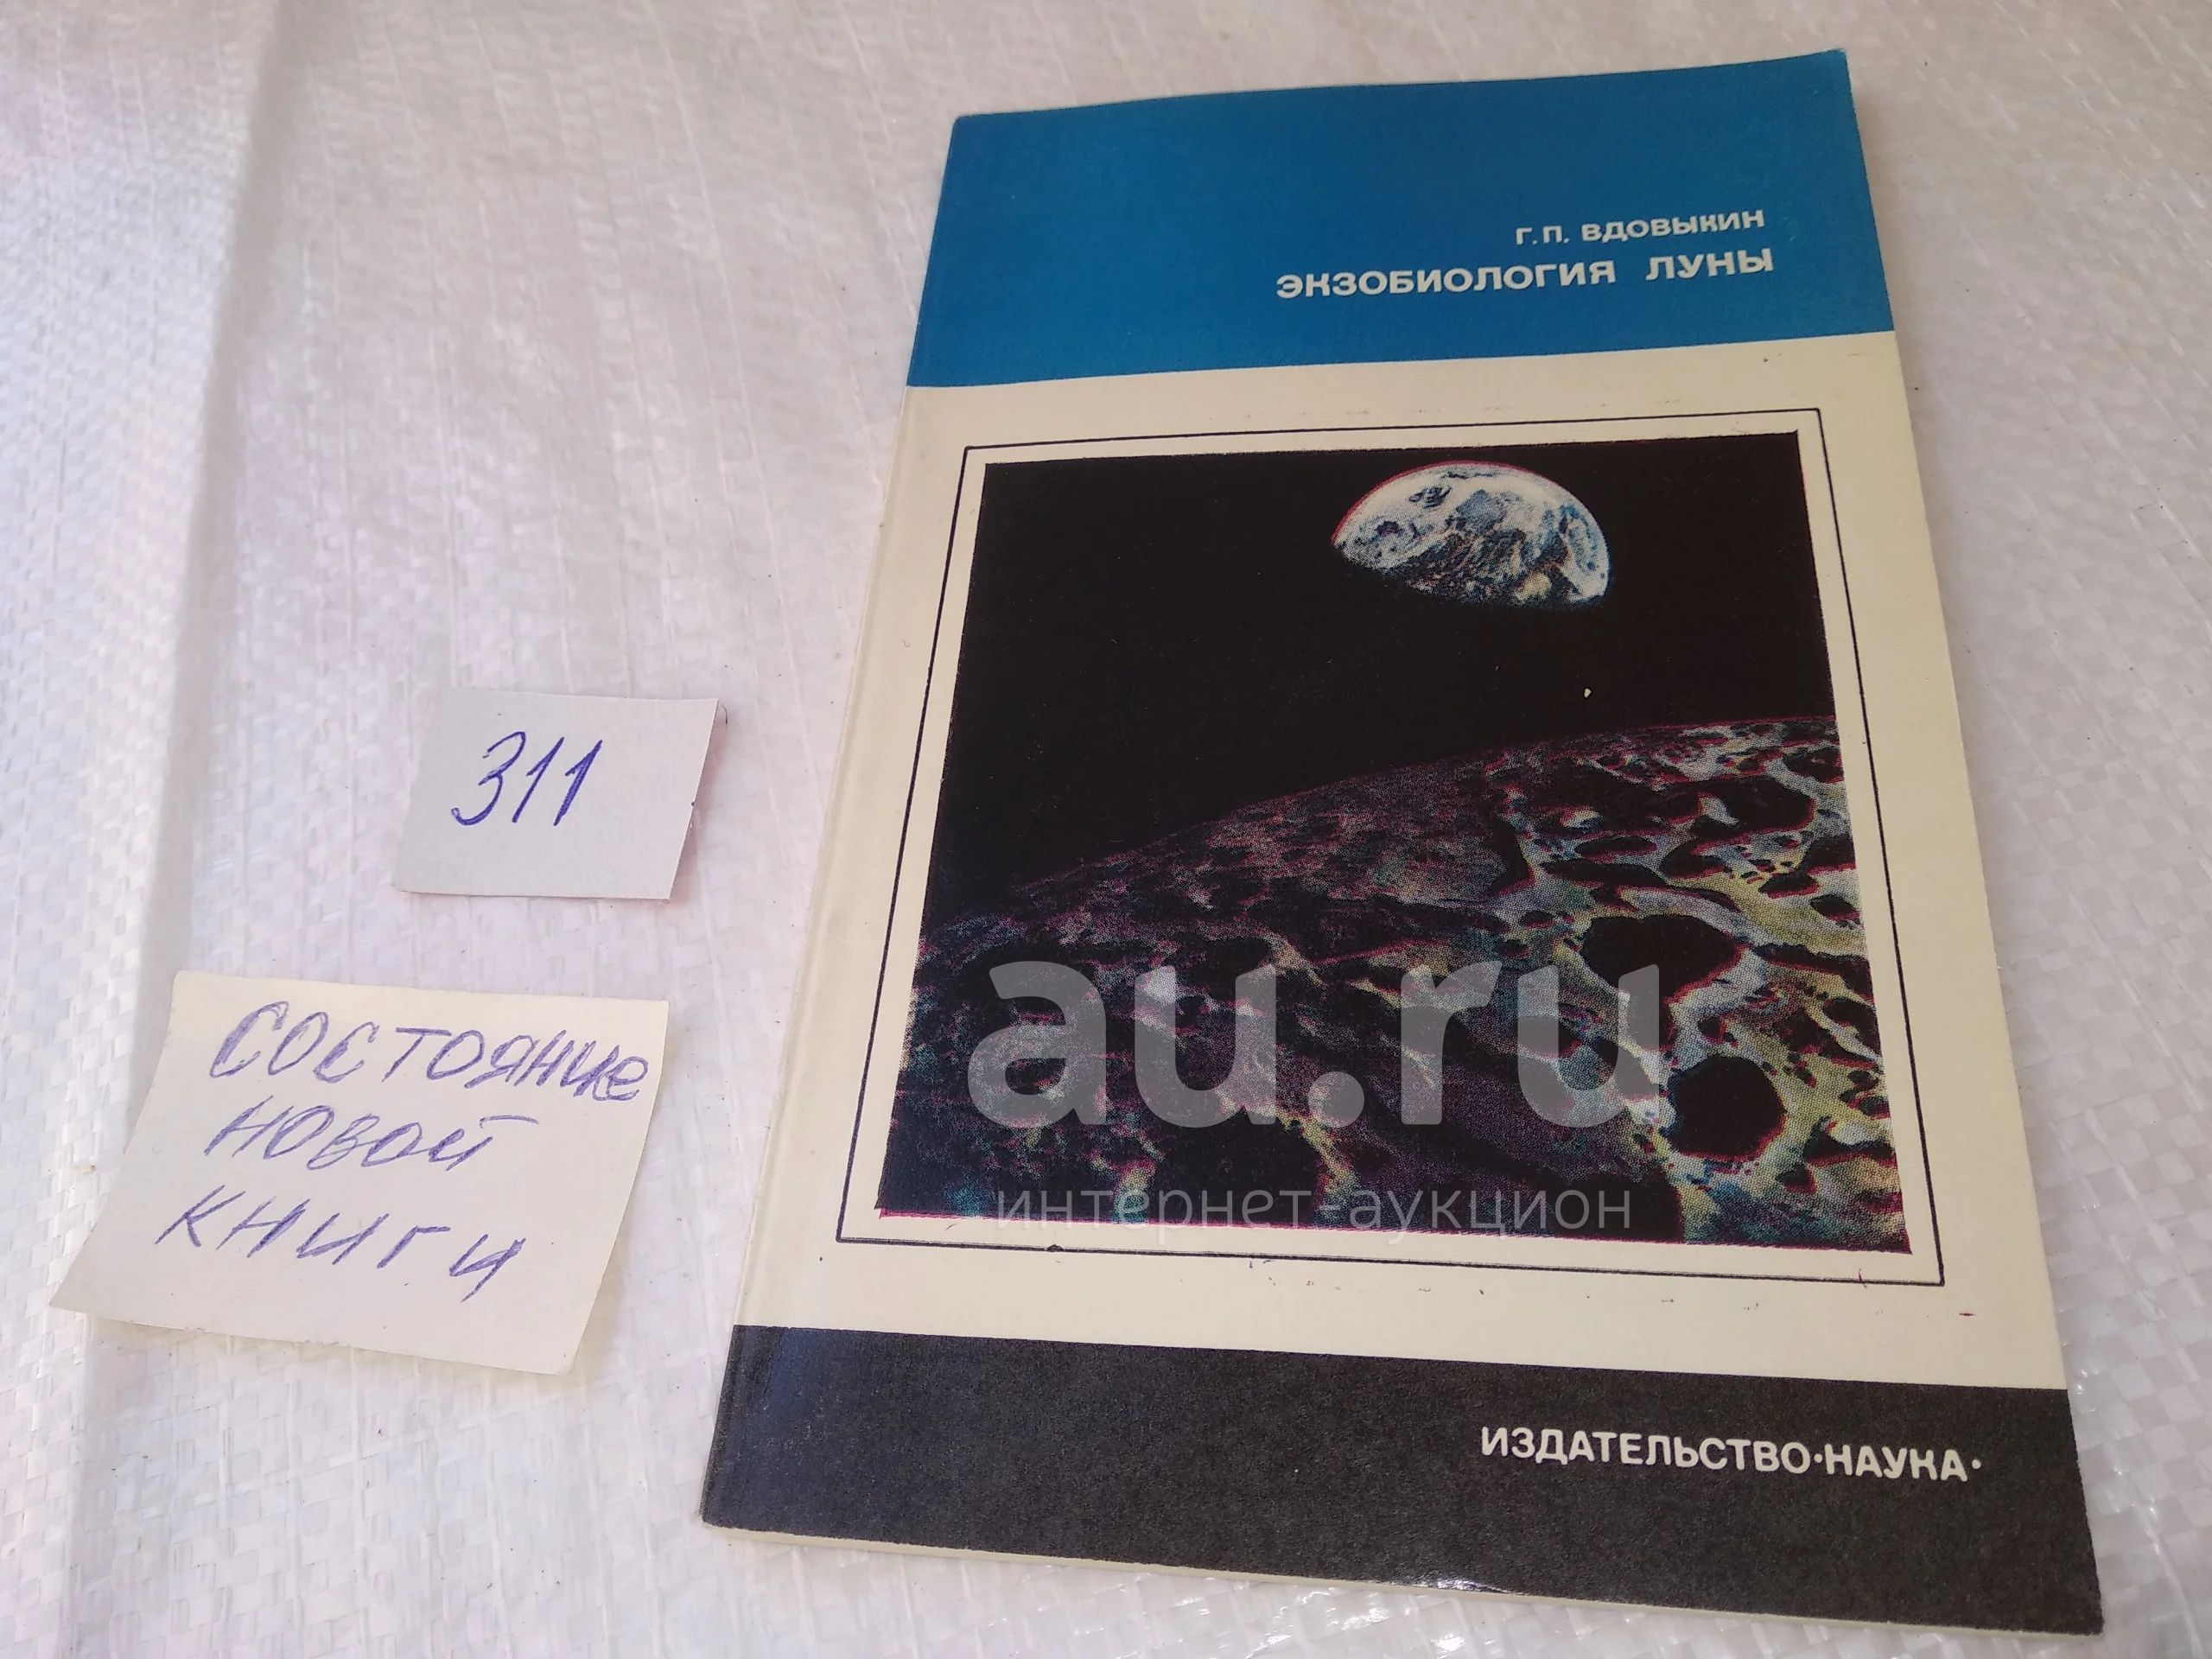 Г.П. ВДОВЫКИН
ЭКЗОБИОЛОГИЯ ЛУНЫ
311
СОСТОЯНИЕ
НОВОЙ
КНИГИ
au.ru
интернет-аукцион
ИЗДАТЕЛЬСТВО·НАУКА·